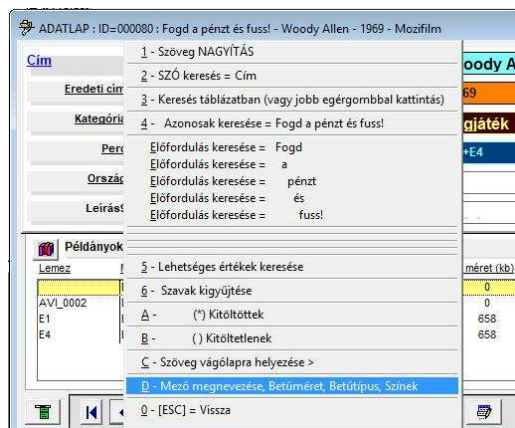 ADATLAP : ID=000080 : Fogd a pénzt és fuss! - Woody Allen - 1969 - Mozifilm
Cím
oody A
Eredeti cím
69
Kategória
gjáték
Perc
+E4
Ország
Leírás
1 - Szöveg NAGYÍTÁS
2 - SZÓ keresés = Cím
3 - Keresés táblázatban (vagy jobb egérgombbal kattintás)
4 - Azonosak keresése = Fogd a pénzt és fuss!
Előfordulás keresése = Fogd
Előfordulás keresése = a
Előfordulás keresése = pénzt
Előfordulás keresése = és
Előfordulás keresése = fuss!
5 - Lehetséges értékek keresése
6 - Szavak kigyűjtése
A - (*) Kitöltöttek
B - ( ) Kitöltetlenek
C - Szöveg vágólapra helyezése >
D - Mező megnevezése, Betűméret, Betűtípus, Színek
0 - [ESC] = Vissza
Példányok
Lemez méret (kb)
0
AVI_0002 0
E1 658
E4 658